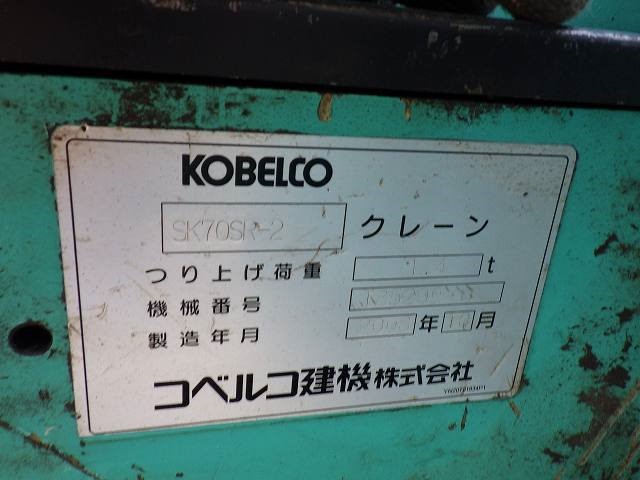 KOBELCO
SK70SR-2 クレーン
つり上げ荷重 t
機械番号
製造年月 年 月
コベルコ建機株式会社